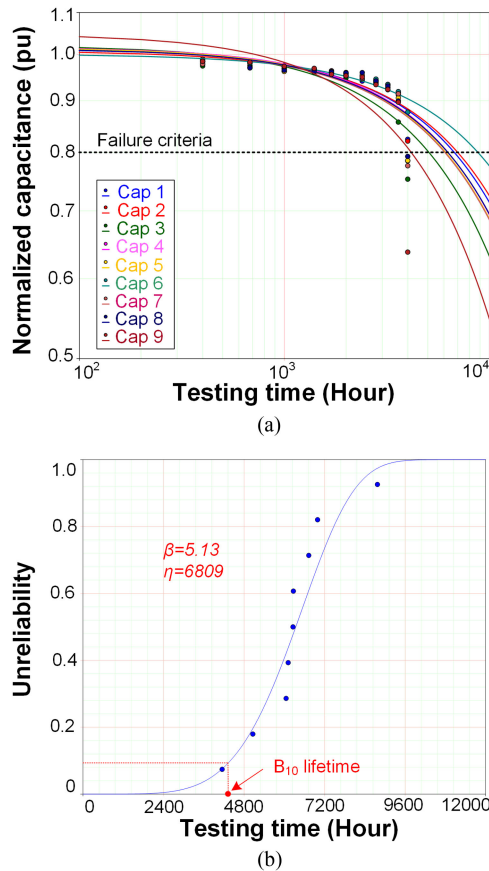 1.1
1.0
0.9
0.8
0.7
0.6
0.5
Normalized capacitance (pu)
Failure criteria
Cap 1
Cap 2
Cap 3
Cap 4
Cap 5
Cap 6
Cap 7
Cap 8
Cap 9
10²
10³
10⁴
Testing time (Hour)
(a)
1.0
0.8
0.6
0.4
0.2
0
Unreliability
β=5.13
η=6809
B₁₀ lifetime
0
2400
4800
7200
9600
12000
Testing time (Hour)
(b)